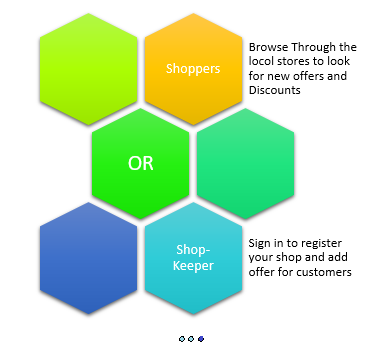 Shoppers
Browse Through the
locol stores to look
for new offers and
Discounts
OR
Shop-
Keeper
Sign in to register
your shop and add
offer for customers